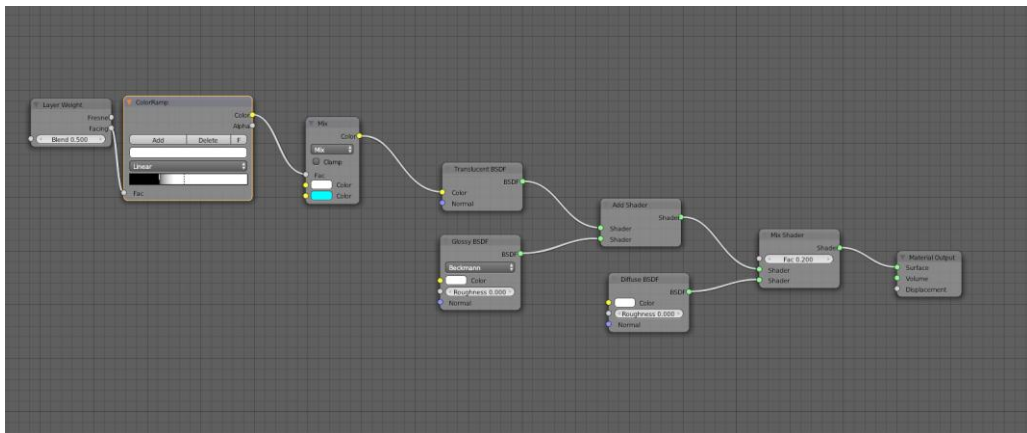 Layer Weight
Fresnel
Facing
Blend 0.500
ColorRamp
Color
Alpha
Add Delete F
Linear
Fac
Mix
Color
Mix
Clamp
Fac
Color
Color
Translucent BSDF
BSDF
Color
Normal
Glossy BSDF
BSDF
Beckmann
Color
Roughness 0.000
Normal
Add Shader
Shader
Shader
Shader
Diffuse BSDF
BSDF
Color
Roughness 0.000
Normal
Mix Shader
Shader
Fac 0.200
Shader
Shader
Material Output
Surface
Volume
Displacement